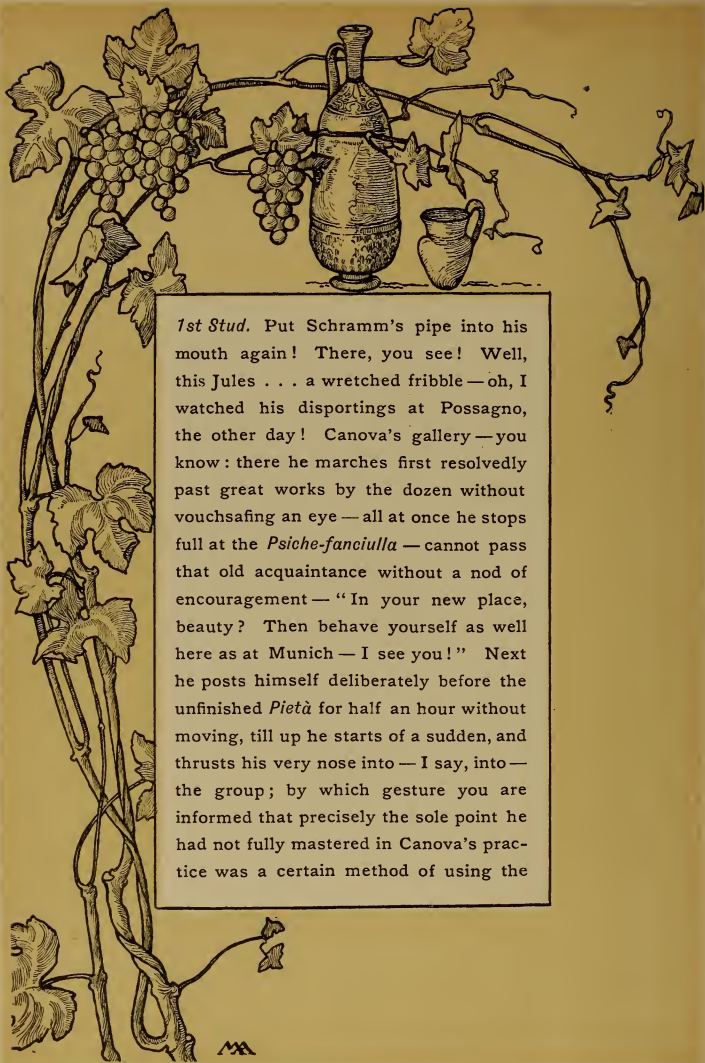 1st Stud. Put Schramm's pipe into his
mouth again! There, you see! Well,
this Jules . . . a wretched fribble — oh, I
watched his disportings at Possagno,
the other day! Canova's gallery — you
know: there he marches first resolvedly
past great works by the dozen without
vouchsafing an eye — all at once he stops
full at the Psiche-fanciulla — cannot pass
that old acquaintance without a nod of
encouragement — “In your new place,
beauty? Then behave yourself as well
here as at Munich — I see you!” Next
he posts himself deliberately before the
unfinished Pietà for half an hour without
moving, till up he starts of a sudden, and
thrusts his very nose into — I say, into —
the group; by which gesture you are
informed that precisely the sole point he
had not fully mastered in Canova's prac-
tice was a certain method of using the